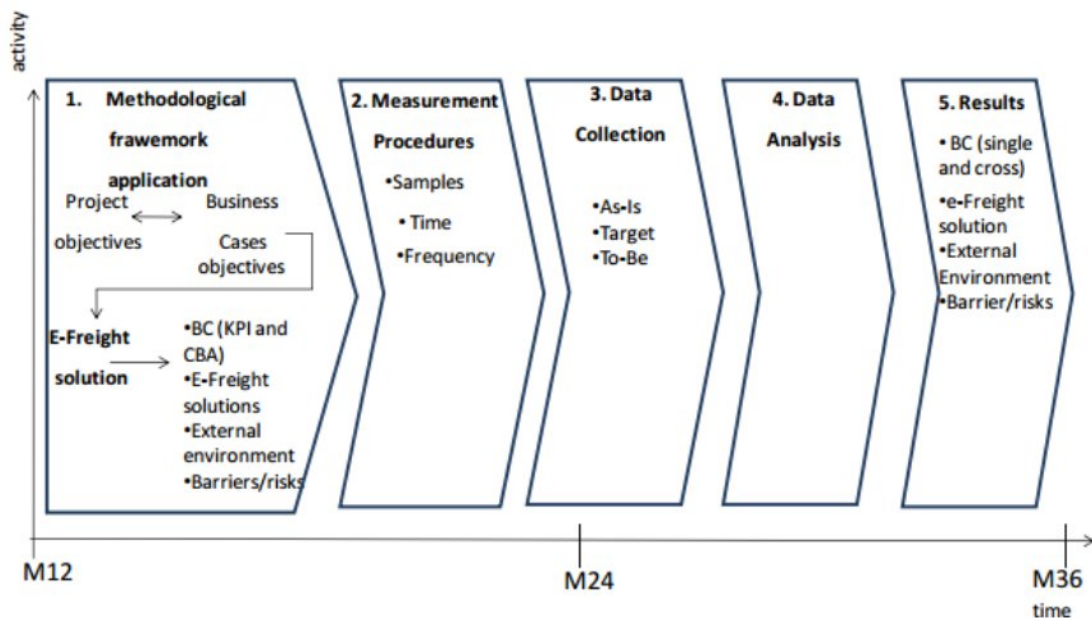 activity
1. Methodological
frawemork
application
Project
objectives
Business
Cases
objectives
E-Freight
solution
•BC (KPI and
CBA)
•E-Freight
solutions
•External
environment
•Barriers/risks
2. Measurement
Procedures
•Samples
• Time
•Frequency
3. Data
Collection
•As-Is
•Target
•To-Be
4. Data
Analysis
5. Results
• BC (single
and cross)
•e-Freight
solution
•External
Environment
•Barrier/risks
M12
M24
M36
time